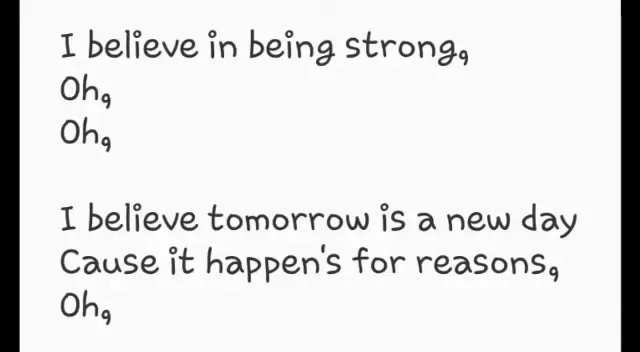 I believe in being strong,
Oh,
Oh,
I believe tomorrow is a new day
Cause it happen's for reasons,
Oh,